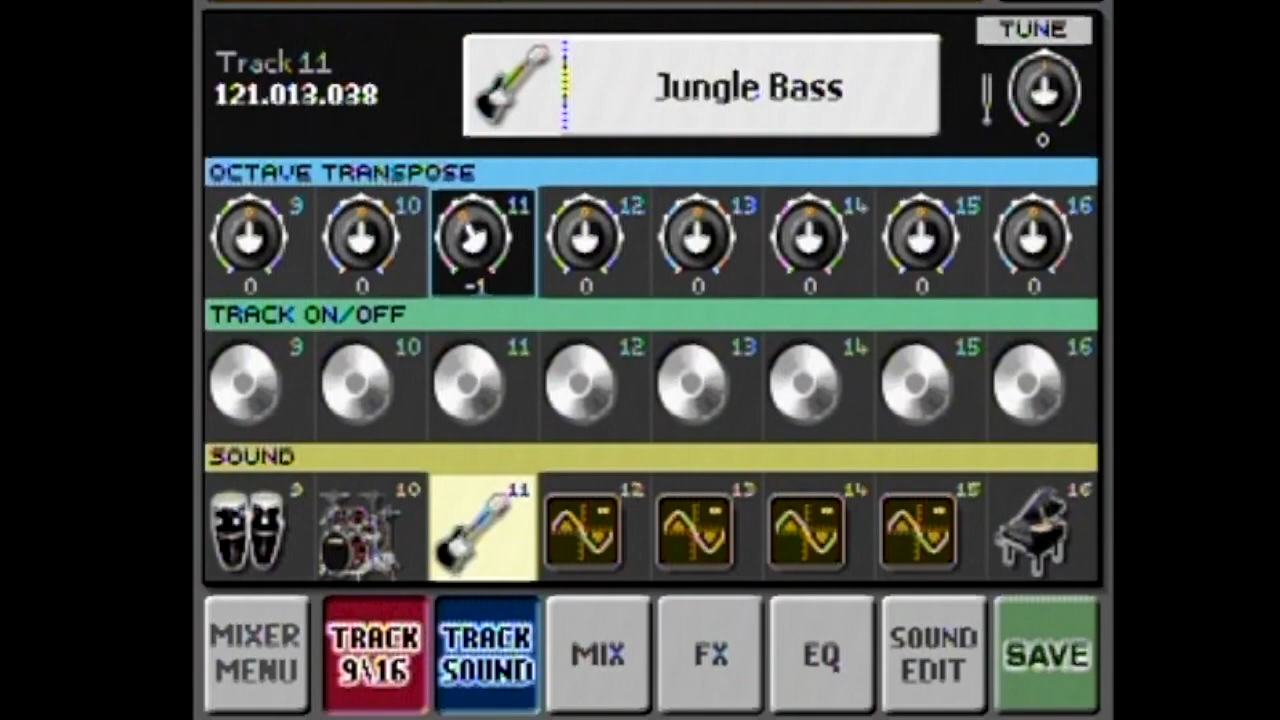 TUNE
Track 11
121.013.038
Jungle Bass
0
OCTAVE TRANSPOSE
9 10 11 12 13 14 15 16
0 0 -1 0 0 0 0 0
TRACK ON/OFF
9 10 11 12 13 14 15 16
SOUND
9 10 11 12 13 14 15 16
MIXER MENU
TRACK 9\16
TRACK SOUND
MIX
FX
EQ
SOUND EDIT
SAVE